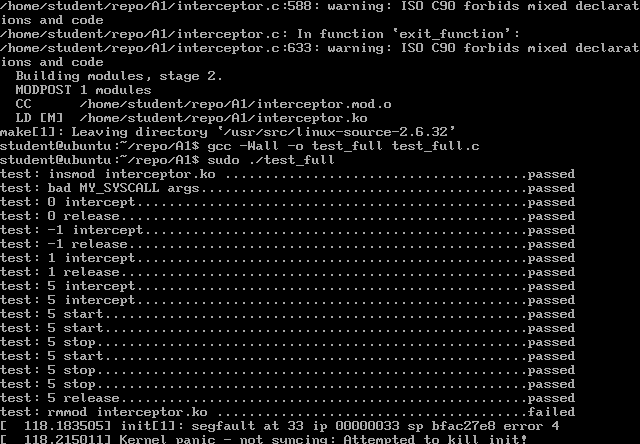 /home/student/repo/A1/interceptor.c:588: warning: ISO C90 forbids mixed declarat
ions and code
/home/student/repo/A1/interceptor.c: In function ‘exit_function’:
/home/student/repo/A1/interceptor.c:633: warning: ISO C90 forbids mixed declarat
ions and code
  Building modules, stage 2.
  MODPOST 1 modules
  CC      /home/student/repo/A1/interceptor.mod.o
  LD [M]  /home/student/repo/A1/interceptor.ko
make[1]: Leaving directory ‘/usr/src/linux-source-2.6.32’
student@ubuntu:~/repo/A1$ gcc -Wall -o test_full test_full.c
student@ubuntu:~/repo/A1$ sudo ./test_full
test: insmod interceptor.ko ......................................passed
test: bad MY_SYSCALL args.........................................passed
test: 0 intercept.................................................passed
test: 0 release...................................................passed
test: -1 intercept................................................passed
test: -1 release..................................................passed
test: 1 intercept.................................................passed
test: 1 release...................................................passed
test: 5 intercept.................................................passed
test: 5 intercept.................................................passed
test: 5 start.....................................................passed
test: 5 start.....................................................passed
test: 5 stop......................................................passed
test: 5 start.....................................................passed
test: 5 stop......................................................passed
test: 5 stop......................................................passed
test: 5 release...................................................passed
test: rmmod interceptor.ko .......................................failed
[  118.183505] init[1]: segfault at 33 ip 00000033 sp bfac27e8 error 4
[  118.215011] Kernel panic - not syncing: Attempted to kill init!